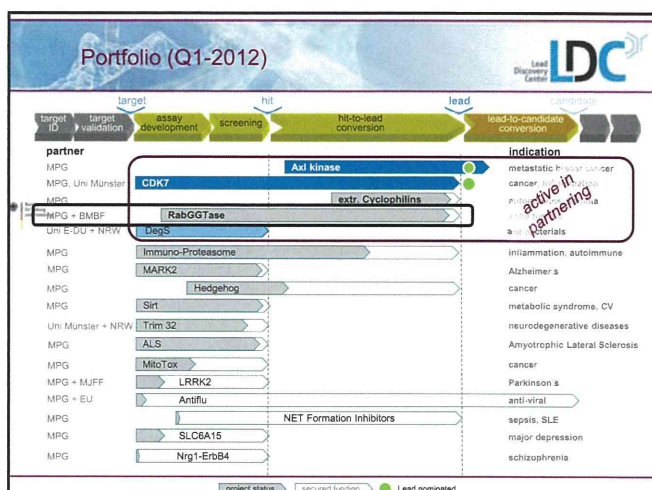 Portfolio (Q1-2012)
Lead Discovery Center
LDC
target hit lead candidate
target ID target validation assay development screening hit-to-lead conversion lead-to-candidate conversion
partner indication
MPG Axl kinase metastatic breast cancer
MPG, Uni Münster CDK7 cancer,
MPG extr. Cyclophilins
MPG + BMBF RabGGTase
Uni E-DU + NRW DegS
active in partnering
MPG Immuno-Proteasome inflammation, autoimmune
MPG MARK2 Alzheimer s
MPG Hedgehog cancer
MPG Sirt metabolic syndrome, CV
Uni Münster + NRW Trim 32 neurodegenerative diseases
MPG ALS Amyotrophic Lateral Sclerosis
MPG MitoTox cancer
MPG + MJFF LRRK2 Parkinson s
MPG + EU Antiflu anti-viral
MPG NET Formation Inhibitors sepsis, SLE
MPG SLC6A15 major depression
MPG Nrg1-ErbB4 schizophrenia
project status secured funding Lead nominated